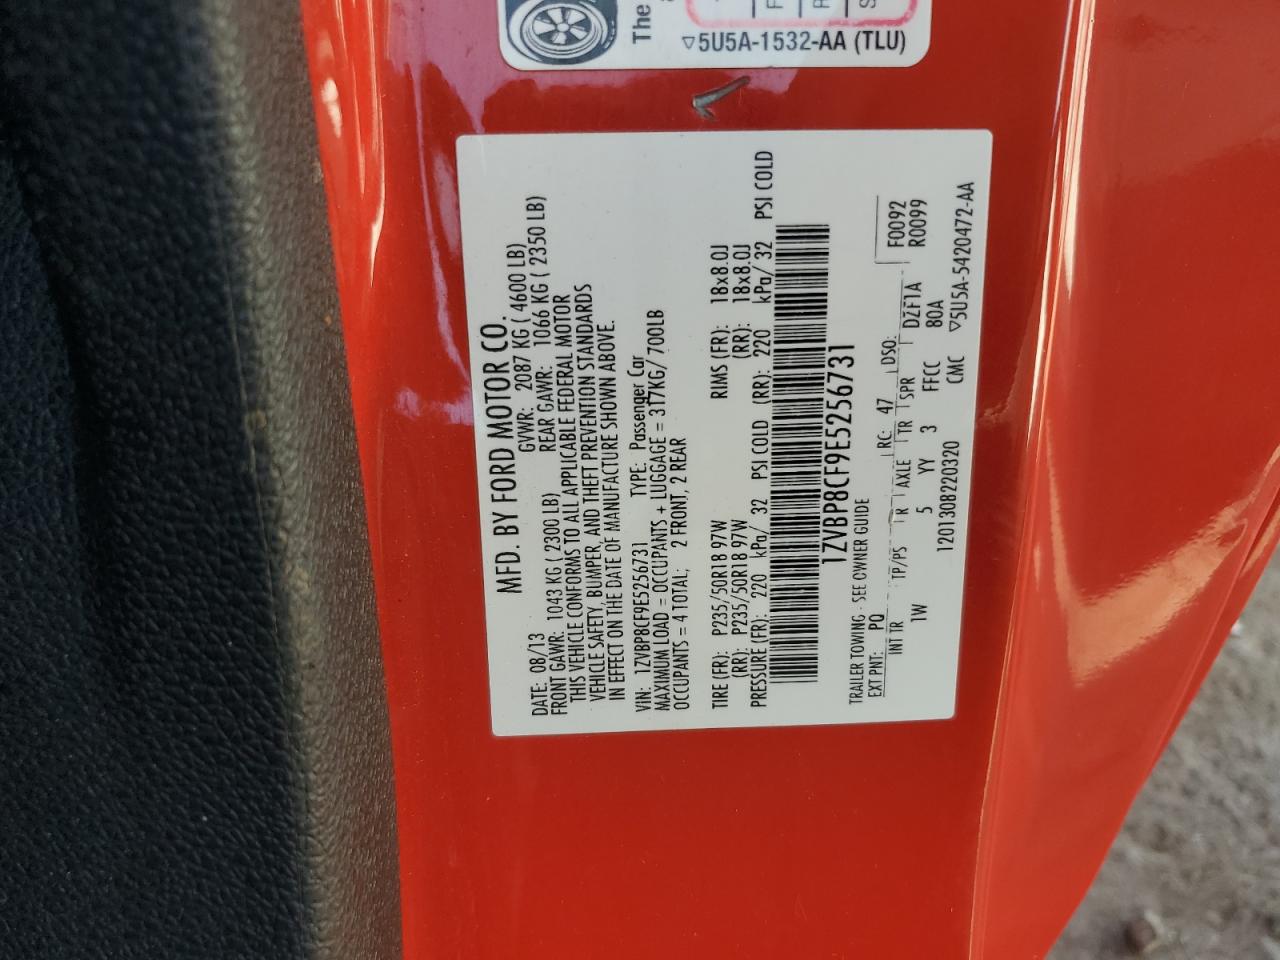 MFD. BY FORD MOTOR CO.
DATE: 08/13 GVWR: 2087 KG ( 4600 LB)
FRONT GAWR: 1043 KG ( 2300 LB) REAR GAWR: 1066 KG ( 2350 LB)
THIS VEHICLE CONFORMS TO ALL APPLICABLE FEDERAL MOTOR
VEHICLE SAFETY, BUMPER, AND THEFT PREVENTION STANDARDS
IN EFFECT ON THE DATE OF MANUFACTURE SHOWN ABOVE.
VIN: 1ZVBP8CF9E5256731 TYPE: Passenger Car
MAXIMUM LOAD = OCCUPANTS + LUGGAGE = 317KG/ 700LB
OCCUPANTS = 4 TOTAL; 2 FRONT, 2 REAR
TIRE (FR): P235/50R18 97W RIMS (FR): 18x8.0J
(RR): P235/50R18 97W (RR): 18x8.0J
PRESSURE (FR): 220 kPa/ 32 PSI COLD (RR): 220 kPa/ 32 PSI COLD
1ZVBP8CF9E5256731
TRAILER TOWING - SEE OWNER GUIDE
EXT PNT: PQ RC: 47 DSO: F0092
INT TR TP/PS R AXLE TR SPR DZF1A R0099
1W 5 YY 3 FFCC 80A
12013082203​20 CMC ▽5U5A-5420472-AA
The
▽5U5A-1532-AA (TLU)
F
R
S